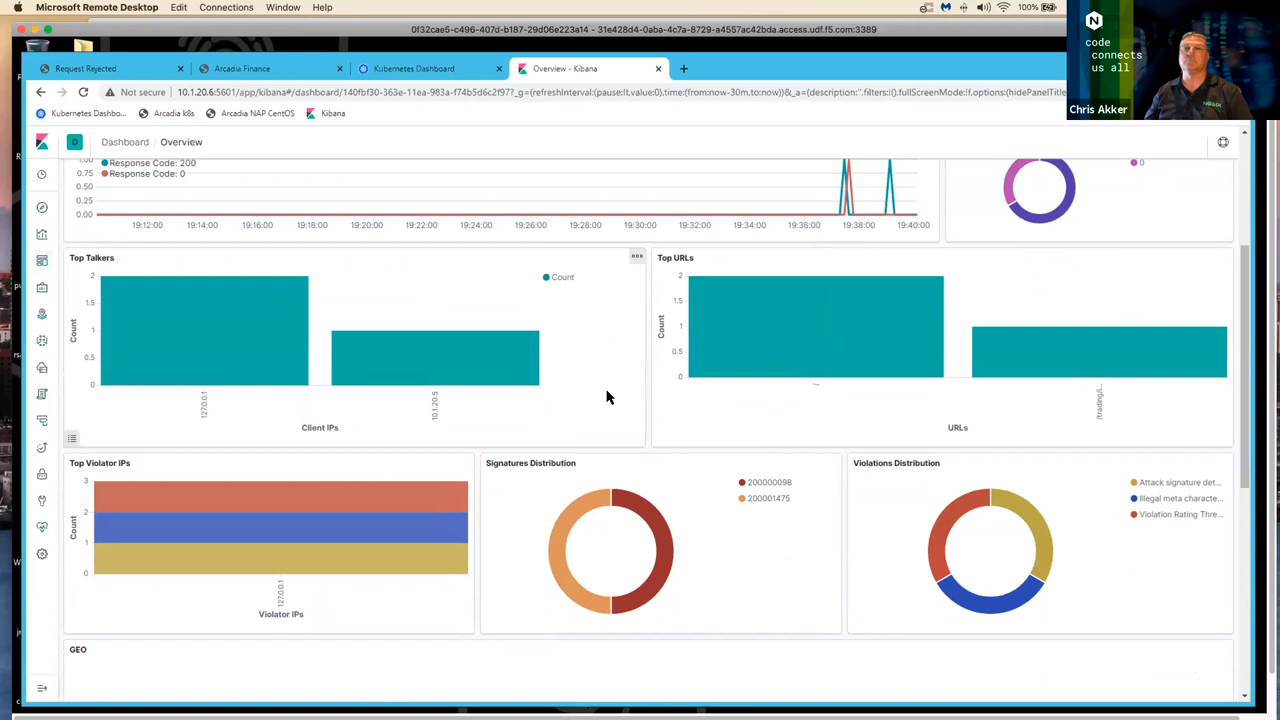 Microsoft Remote Desktop Edit Connections Window Help 100%
0f32cae5-c496-407d-b187-29d06e223a14 - 31e428d4-0aba-4c7a-8729-a4557ac42bda.access.udf.f5.com:3389
Request Rejected Arcadia Finance Kubernetes Dashboard Overview - Kibana
Not secure 10.1.20.6:5601/app/kibana#/dashboard/140fbf30-363e-11ea-983a-f74b5d6c2f97?_g=(refreshInterval:(pause:!t,value:0),time:(from:now-30m,to:now))&_a=(description:'',filters:!(),fullScreenMode:!f,options:(hidePanelTitle
Kubernetes Dashbo... Arcadia k8s Arcadia NAP CentOS Kibana
code
connects
us all
Chris Akker
NGINX
D Dashboard Overview
Response Code: 200
Response Code: 0
1.00
0.75
0.50
0.25
0.00
19:12:00 19:14:00 19:16:00 19:18:00 19:20:00 19:22:00 19:24:00 19:26:00 19:28:00 19:30:00 19:32:00 19:34:00 19:36:00 19:38:00 19:40:00
0
Top Talkers
Count
2
1.5
1
0.5
0
Count
127.0.0.1
10.1.20.5
Client IPs
Top URLs
2
1.5
1
0.5
0
Count
/
/trading/i...
URLs
Top Violator IPs
3
2
1
0
Count
127.0.0.1
Violator IPs
Signatures Distribution
200000098
200001475
Violations Distribution
Attack signature det...
Illegal meta characte...
Violation Rating Thre...
GEO